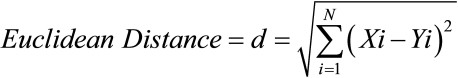 Euclidean Distance = d = √(∑_{i=1}^{N} (Xi − Yi)^2)